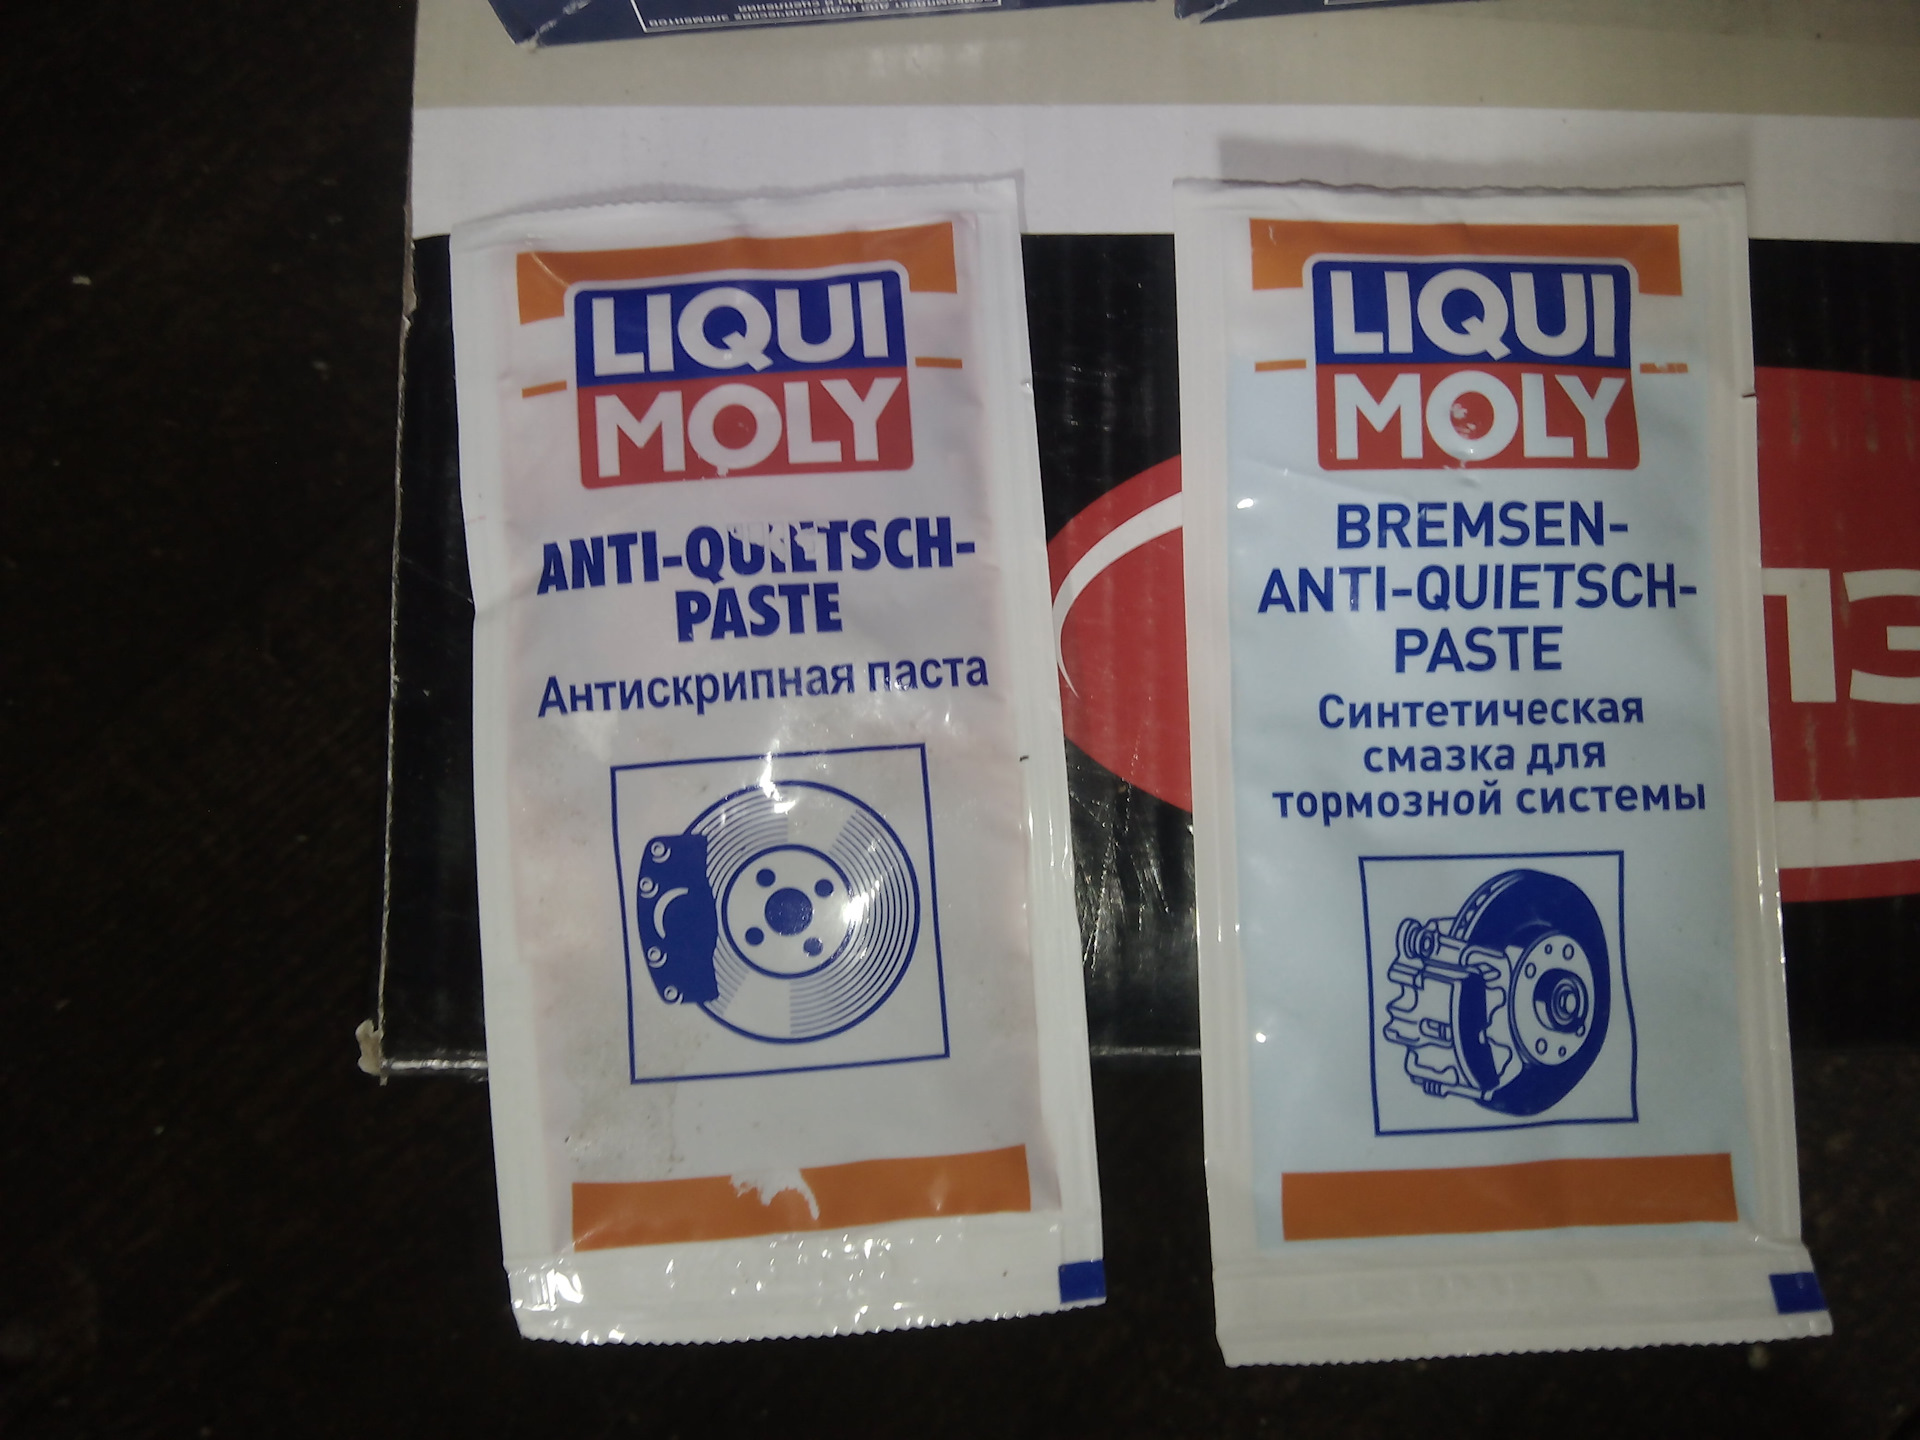 LIQUI
MOLY
ANTI-QUIETSCH-
PASTE
Антискрипная паста
LIQUI
MOLY
BREMSEN-
ANTI-QUIETSCH-
PASTE
Синтетическая
смазка для
тормозной системы